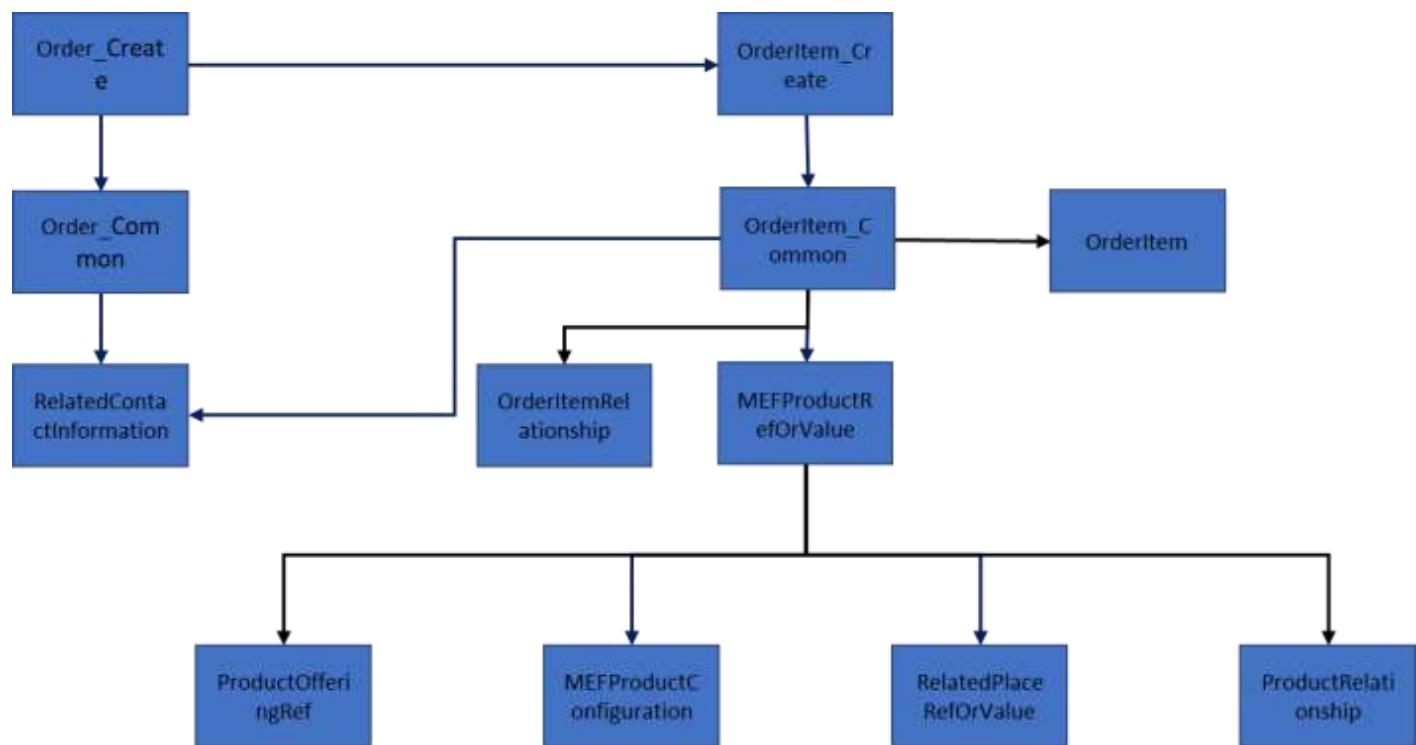 Order_Creat
e
OrderItem_Cr
eate
Order_Com
mon
OrderItem_C
ommon
OrderItem
RelatedConta
ctInformation
OrderItemRel
ationship
MEFProductR
efOrValue
ProductOfferi
ngRef
MEFProductC
onfiguration
RelatedPlace
RefOrValue
ProductRelati
onship